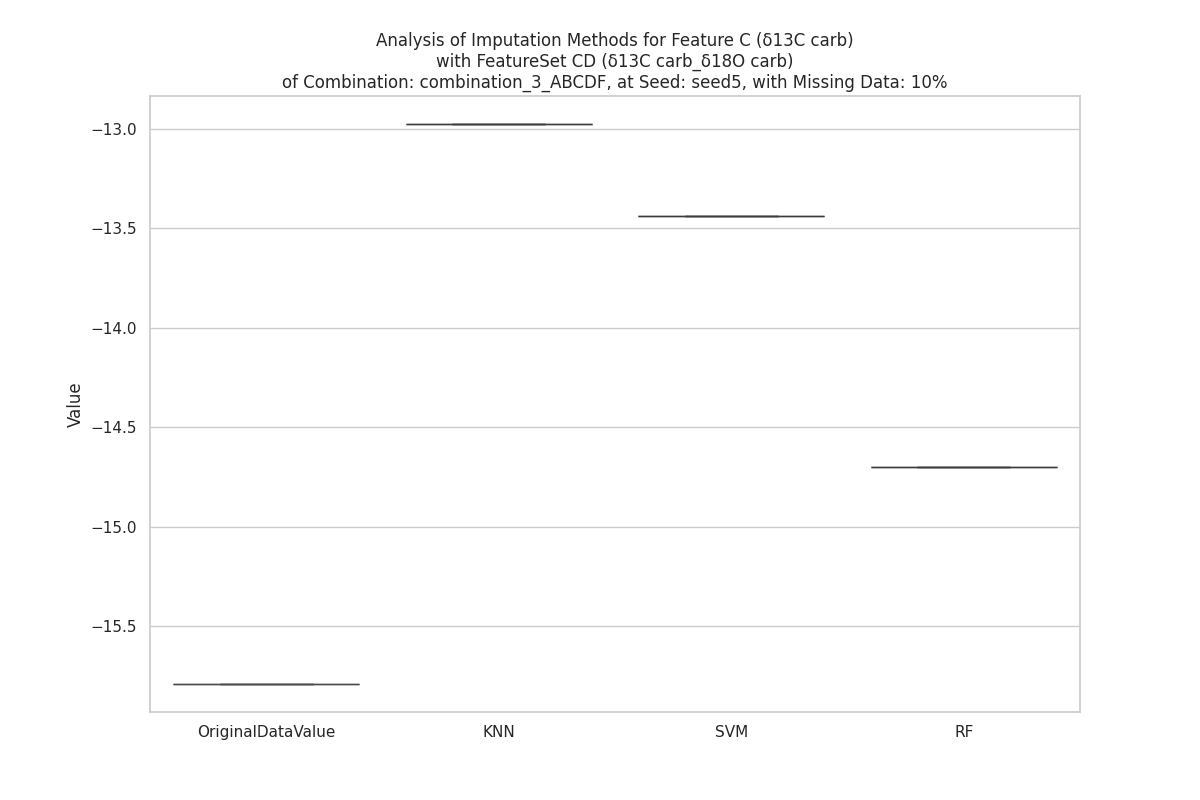 Analysis of Imputation Methods for Feature C (δ13C carb)
with FeatureSet CD (δ13C carb_δ18O carb)
of Combination: combination_3_ABCDF, at Seed: seed5, with Missing Data: 10%
−13.0
−13.5
−14.0
−14.5
−15.0
−15.5
Value
OriginalDataValue
KNN
SVM
RF